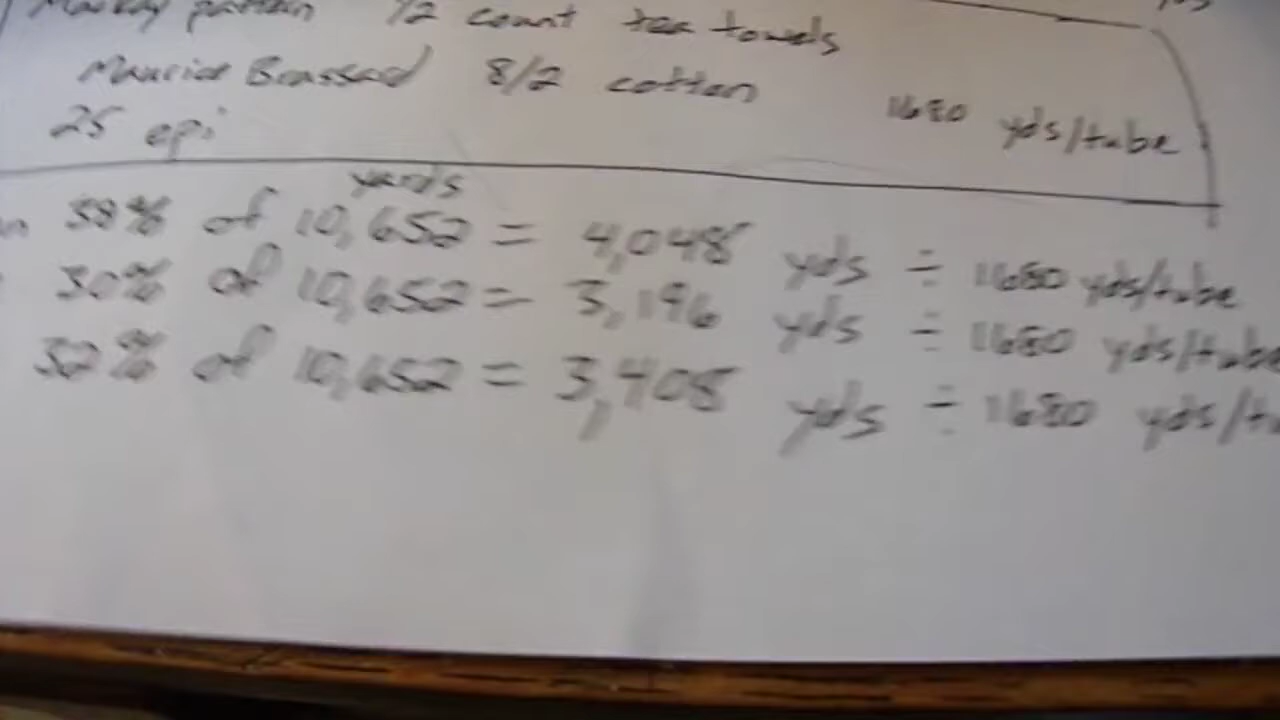 pattern 1/2 count tea towels
Maurice Brassard 8/2 cotton 1680 yds/tube
25 epi
yards
38% of 10,652 = 4,048 yds ÷ 1680 yds/tube
30% of 10,652 = 3,196 yds ÷ 1680 yds/tube
32% of 10,652 = 3,408 yds ÷ 1680 yds/tu